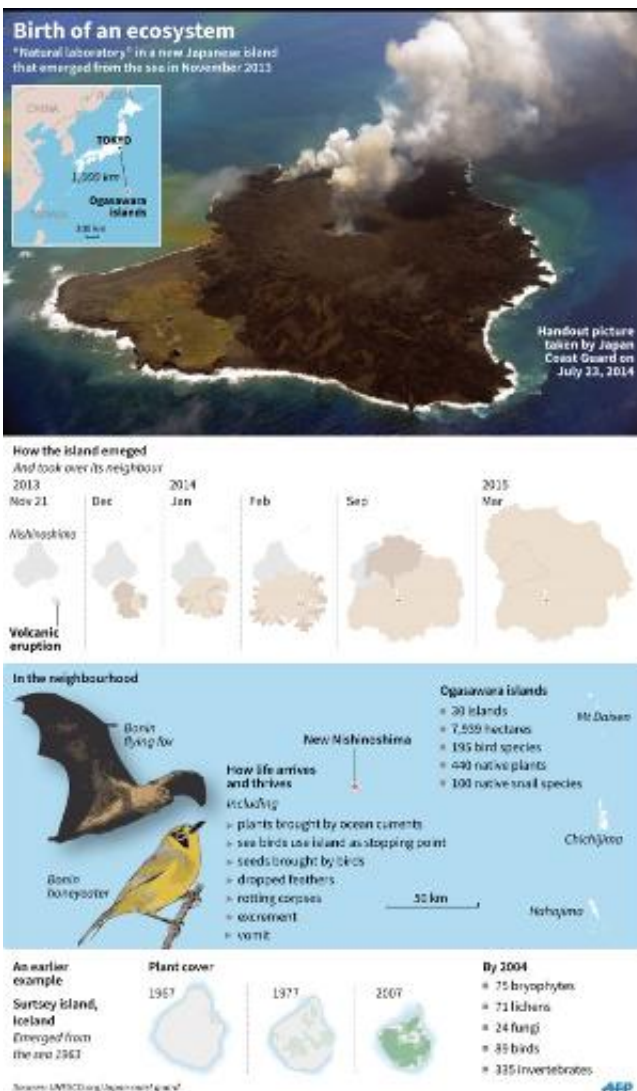 Birth of an ecosystem
"Natural laboratory" in a new Japanese island
that emerged from the sea in November 2013
CHINA
RUSSIA
TOKYO
1,000 km
Ogasawara
islands
Handout picture
taken by Japan
Coast Guard on
July 23, 2014
How the island emeged
And took over its neighbour
2013
2014
2015
Nov 21
Dec
Jan
Feb
Sep
Mar
Nishinoshima
Volcanic
eruption
In the neighbourhood
Bonin
flying fox
Bonin
honeyeater
New Nishinoshima
How life arrives
and thrives
including
plants brought by ocean currents
sea birds use island as stopping point
seeds brought by birds
dropped feathers
rotting corpses
excrement
vomit
50 km
Ogasawara islands
30 islands
7,939 hectares
195 bird species
440 native plants
100 native snail species
Mt Daisen
Chichijima
Hahajima
An earlier
example
Surtsey island,
Iceland
Emerged from
the sea 1963
Plant cover
1967
1977
2007
By 2004
75 bryophytes
71 lichens
24 fungi
89 birds
335 invertebrates
Sources: UNESCO.org/Japan coast guard
AFP